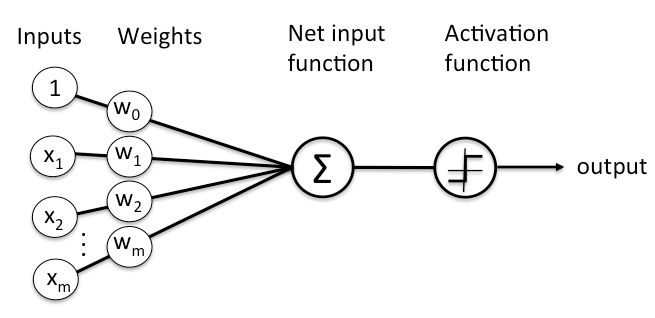 Inputs
Weights
Net input
function
Activation
function
1
w0
x1
w1
x2
w2
⋮
wm
xm
Σ
output